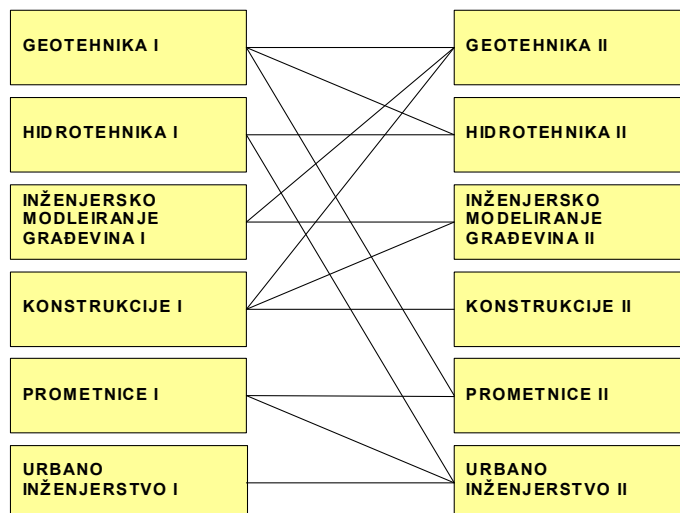 GEOTEHNIKA I
GEOTEHNIKA II
HIDROTEHNIKA I
HIDROTEHNIKA II
INŽENJERSKO
MODLEIRANJE
GRAĐEVINA I
INŽENJERSKO
MODELIRANJE
GRAĐEVINA II
KONSTRUKCIJE I
KONSTRUKCIJE II
PROMETNICE I
PROMETNICE II
URBANO
INŽENJERSTVO I
URBANO
INŽENJERSTVO II